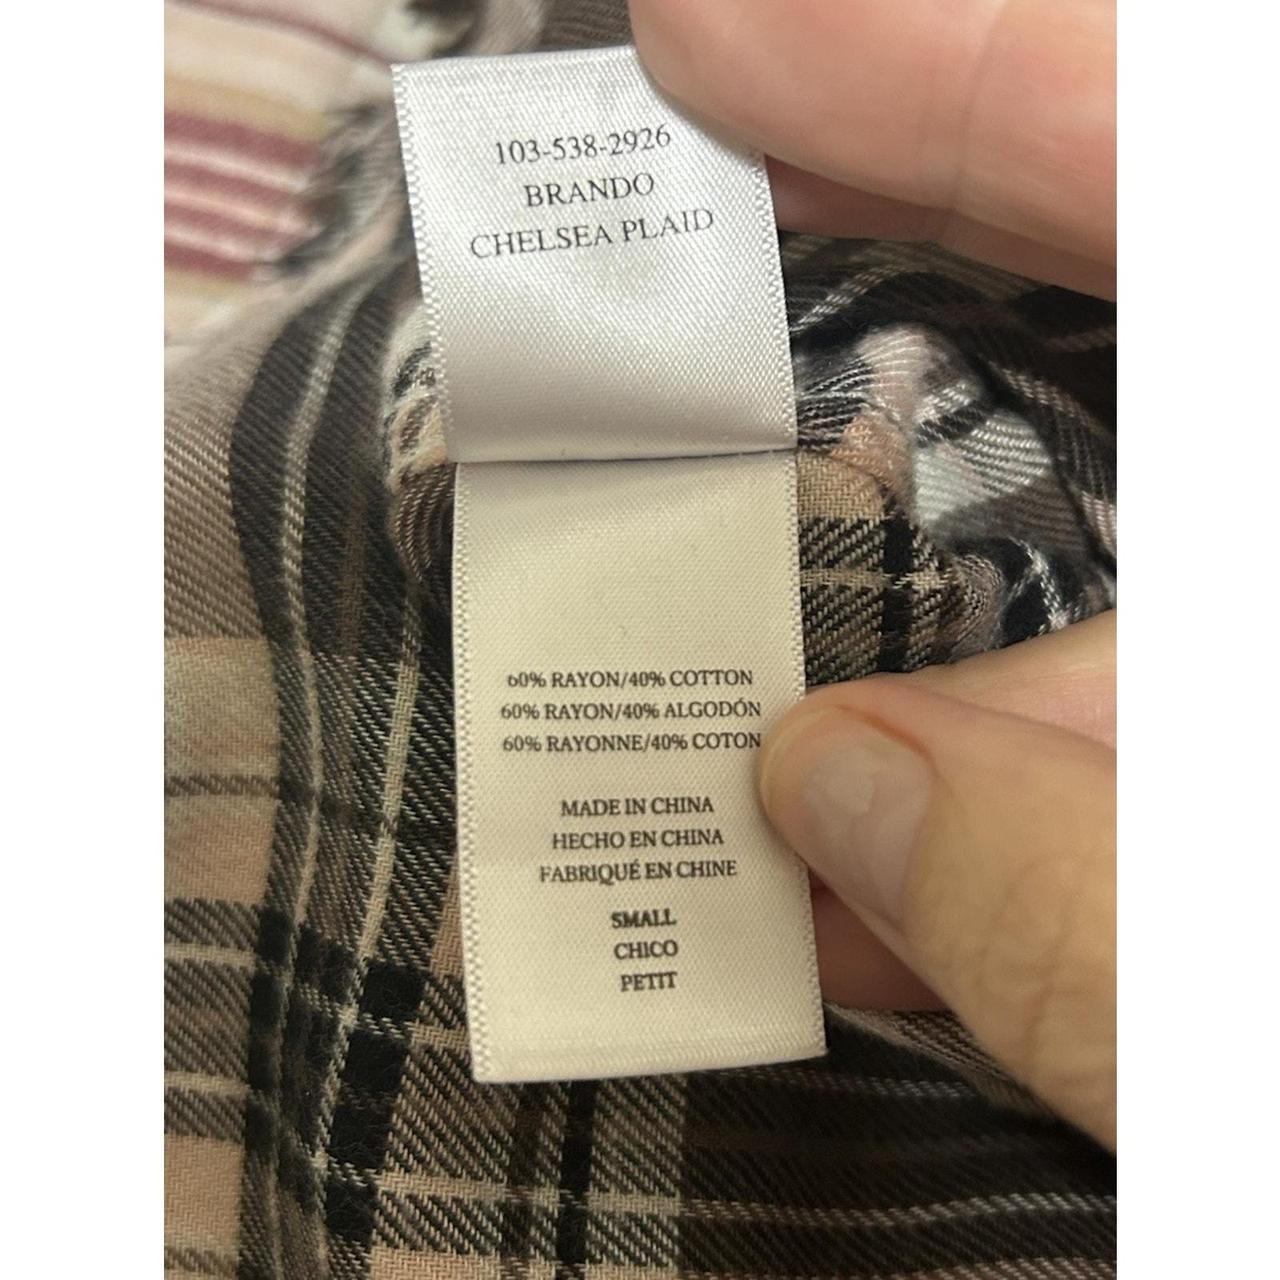 103-538-2926
BRANDO
CHELSEA PLAID
60% RAYON/40% COTTON
60% RAYON/40% ALGODÓN
60% RAYONNE/40% COTON
MADE IN CHINA
HECHO EN CHINA
FABRIQUÉ EN CHINE
SMALL
CHICO
PETIT